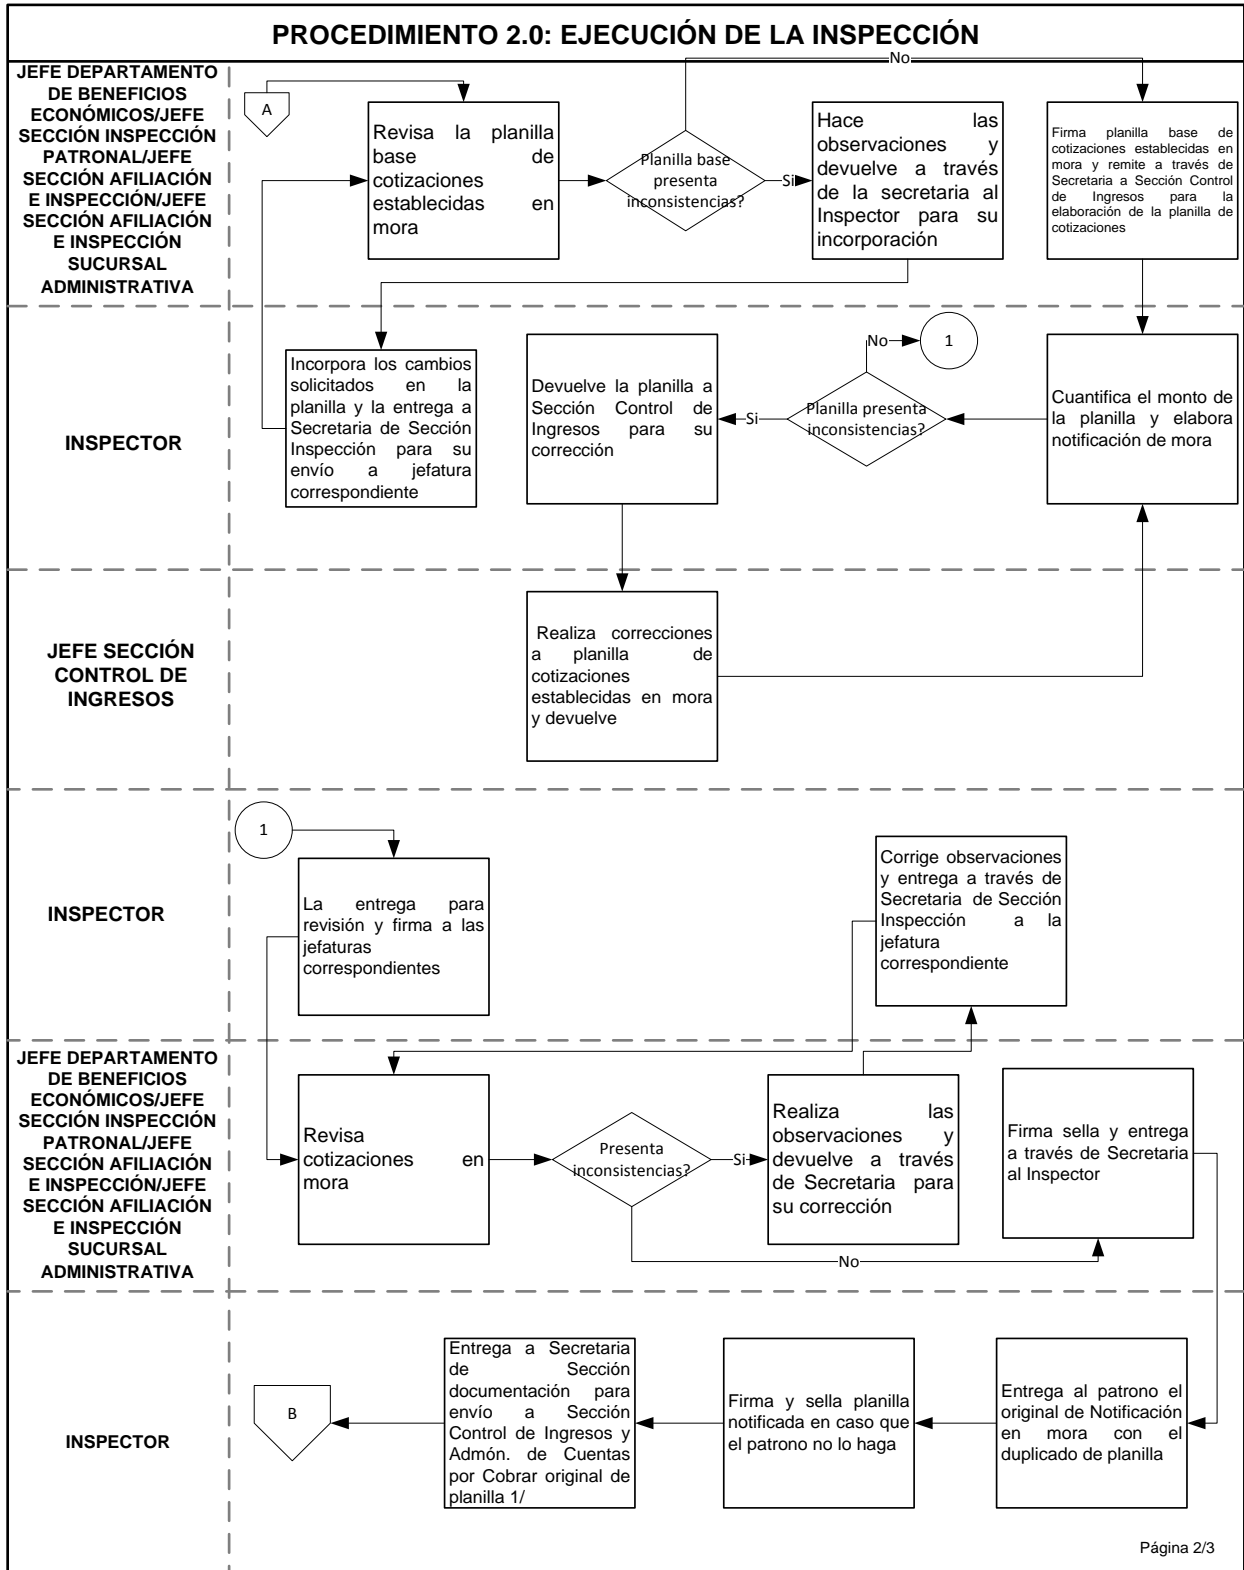 PROCEDIMIENTO 2.0: EJECUCIÓN DE LA INSPECCIÓN
JEFE DEPARTAMENTO
DE BENEFICIOS
ECONÓMICOS/JEFE
SECCIÓN INSPECCIÓN
PATRONAL/JEFE
SECCIÓN AFILIACIÓN
E INSPECCIÓN/JEFE
SECCIÓN AFILIACIÓN
E INSPECCIÓN
SUCURSAL
ADMINISTRATIVA
A
Revisa la planilla
base de
cotizaciones
establecidas en
mora
Planilla base
presenta
inconsistencias?
No
Si
Hace las
observaciones y
devuelve a través
de la secretaria al
Inspector para su
incorporación
Firma planilla base de
cotizaciones establecidas en
mora y remite a través de
Secretaria a Sección Control
de Ingresos para la
elaboración de la planilla de
cotizaciones
INSPECTOR
Incorpora los cambios
solicitados en la
planilla y la entrega a
Secretaria de Sección
Inspección para su
envío a jefatura
correspondiente
Devuelve la planilla a
Sección Control de
Ingresos para su
corrección
Si
Planilla presenta
inconsistencias?
No
1
Cuantifica el monto de
la planilla y elabora
notificación de mora
JEFE SECCIÓN
CONTROL DE
INGRESOS
Realiza correcciones
a planilla de
cotizaciones
establecidas en mora
y devuelve
INSPECTOR
1
La entrega para
revisión y firma a las
jefaturas
correspondientes
Corrige observaciones
y entrega a través de
Secretaria de Sección
Inspección a la
jefatura
correspondiente
JEFE DEPARTAMENTO
DE BENEFICIOS
ECONÓMICOS/JEFE
SECCIÓN INSPECCIÓN
PATRONAL/JEFE
SECCIÓN AFILIACIÓN
E INSPECCIÓN/JEFE
SECCIÓN AFILIACIÓN
E INSPECCIÓN
SUCURSAL
ADMINISTRATIVA
Revisa
cotizaciones en
mora
Presenta
inconsistencias?
Si
No
Realiza las
observaciones y
devuelve a través
de Secretaria para
su corrección
Firma sella y entrega
a través de Secretaria
al Inspector
INSPECTOR
B
Entrega a Secretaria
de Sección
documentación para
envío a Sección
Control de Ingresos y
Admón. de Cuentas
por Cobrar original de
planilla 1/
Firma y sella planilla
notificada en caso que
el patrono no lo haga
Entrega al patrono el
original de Notificación
en mora con el
duplicado de planilla
Página 2/3